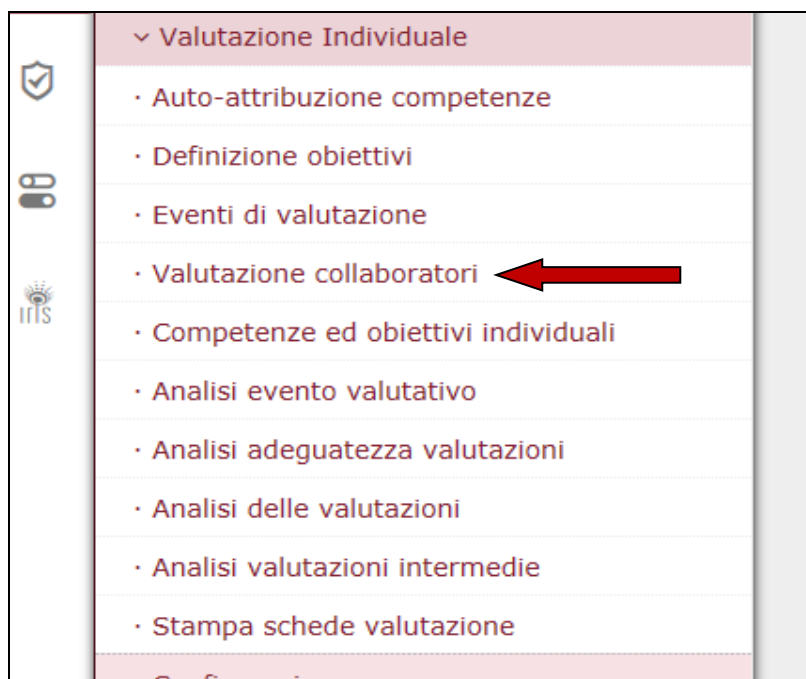 Valutazione Individuale
· Auto-attribuzione competenze
· Definizione obiettivi
· Eventi di valutazione
· Valutazione collaboratori
IrIs
· Competenze ed obiettivi individuali
· Analisi evento valutativo
· Analisi adeguatezza valutazioni
· Analisi delle valutazioni
· Analisi valutazioni intermedie
· Stampa schede valutazione